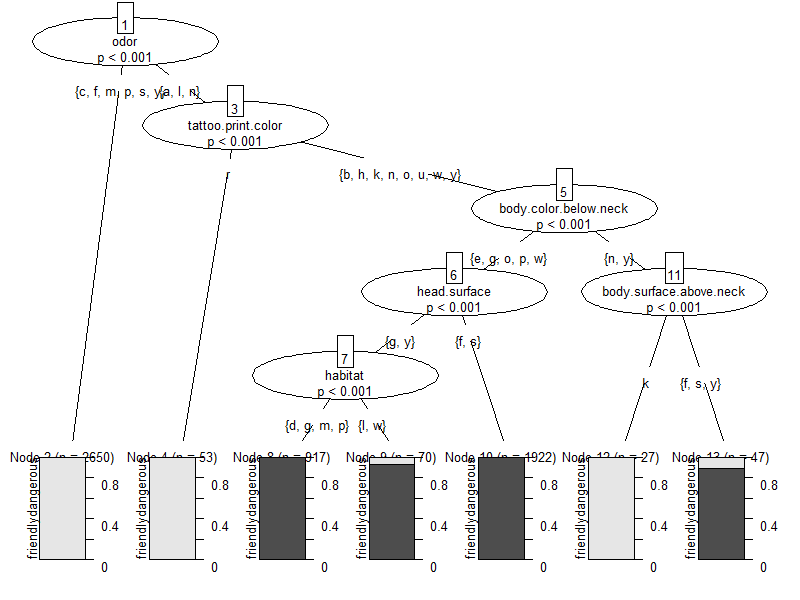 1
odor
p < 0.001
{c, f, m, p, s, y}
{a, l, n}
3
tattoo.print.color
p < 0.001
r
{b, h, k, n, o, u, w, y}
5
body.color.below.neck
p < 0.001
{e, g, o, p, w}
{n, y}
6
head.surface
p < 0.001
11
body.surface.above.neck
p < 0.001
{g, y}
{f, s}
7
habitat
p < 0.001
k
{f, s, y}
{d, g, m, p}
{l, w}
Node 2 (n = 2650)
Node 4 (n = 53)
Node 8 (n = 917)
Node 9 (n = 70)
Node 10 (n = 1922)
Node 12 (n = 27)
Node 13 (n = 47)
friendlydangerous
0.8
0.4
0
friendlydangerous
0.8
0.4
0
friendlydangerous
0.8
0.4
0
friendlydangerous
0.8
0.4
0
friendlydangerous
0.8
0.4
0
friendlydangerous
0.8
0.4
0
friendlydangerous
0.8
0.4
0